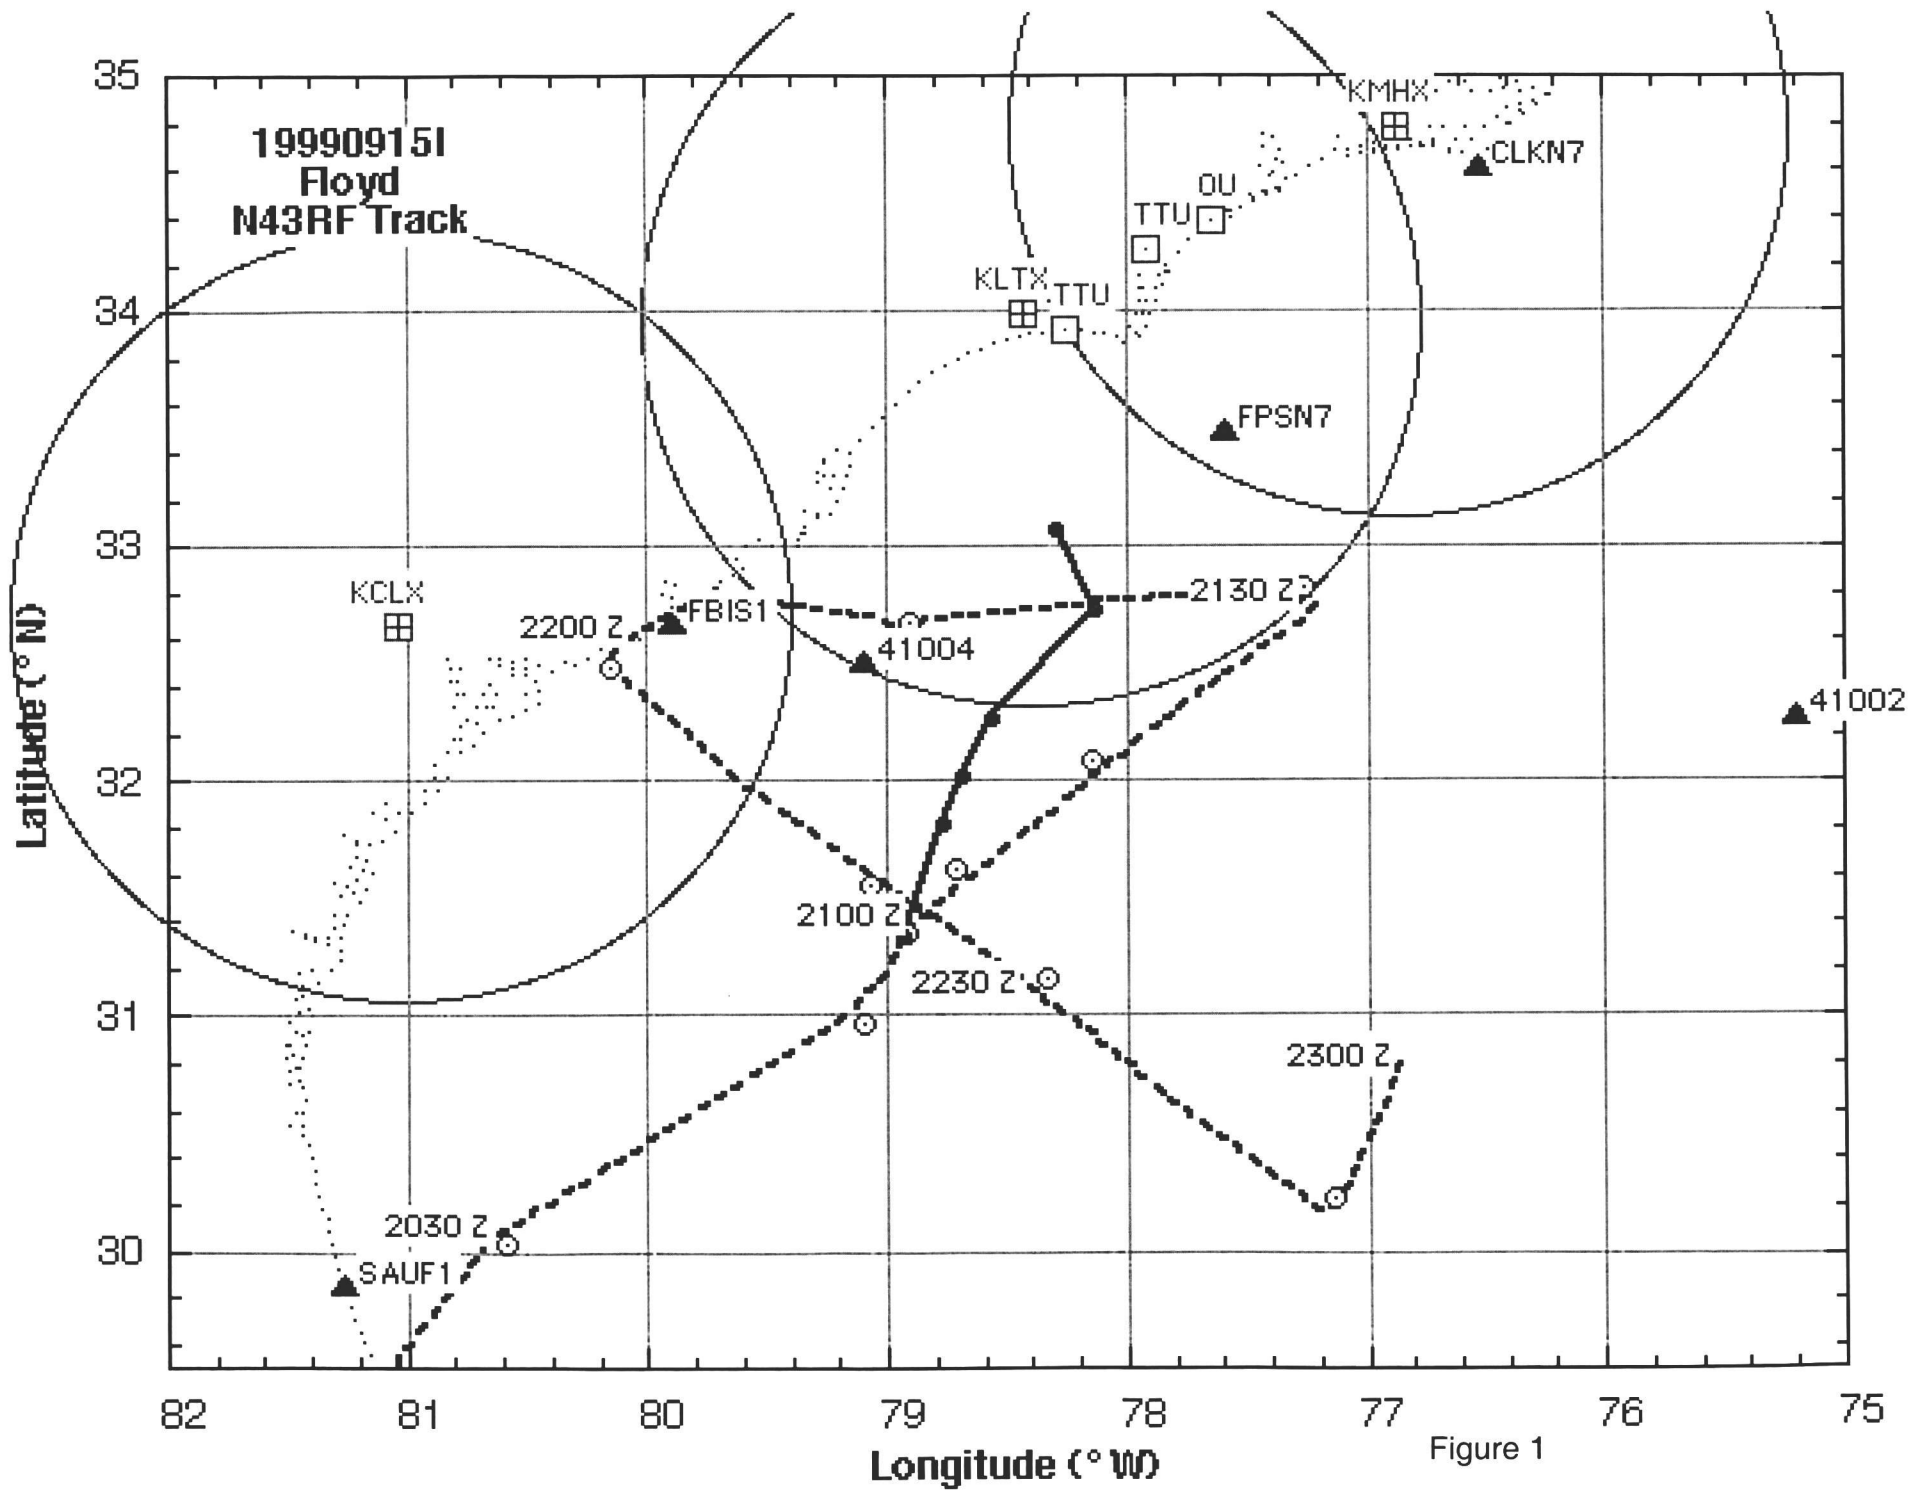 35
KMHX
19990915I
Floyd
N43RF Track
CLKN7
OU
TTU
KLTX
TTU
34
FPSN7
33
KCLX
2130 Z
FBIS1
2200 Z
41004
41002
Latitude (° N)
32
2100 Z
2230 Z
31
2300 Z
2030 Z
30
SAUF1
82 81 80 79 78 77 76 75
Longitude (° W)
Figure 1